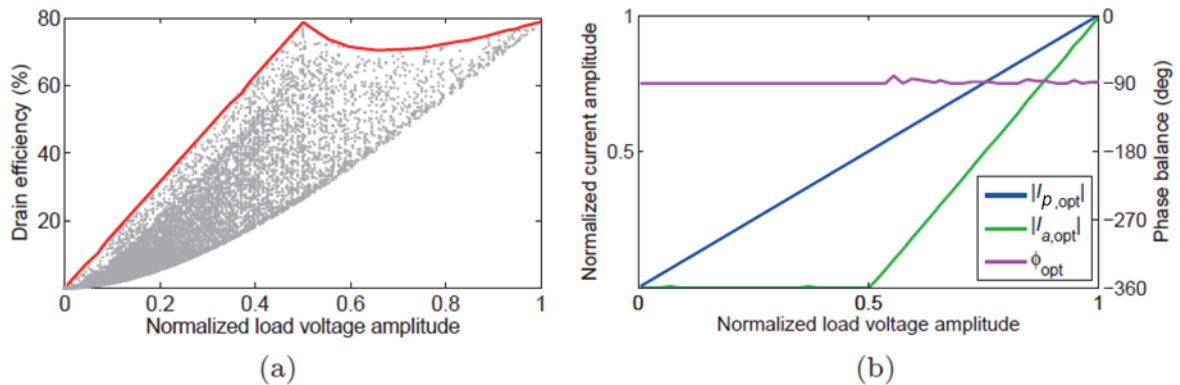 80
60
40
20
0
0.2
0.4
0.6
0.8
1
Drain efficiency (%)
Normalized load voltage amplitude
(a)
1
0.5
0
0.5
1
0
−90
−180
−270
−360
Normalized current amplitude
Phase balance (deg)
|I_p,opt|
|I_a,opt|
ϕ_opt
Normalized load voltage amplitude
(b)